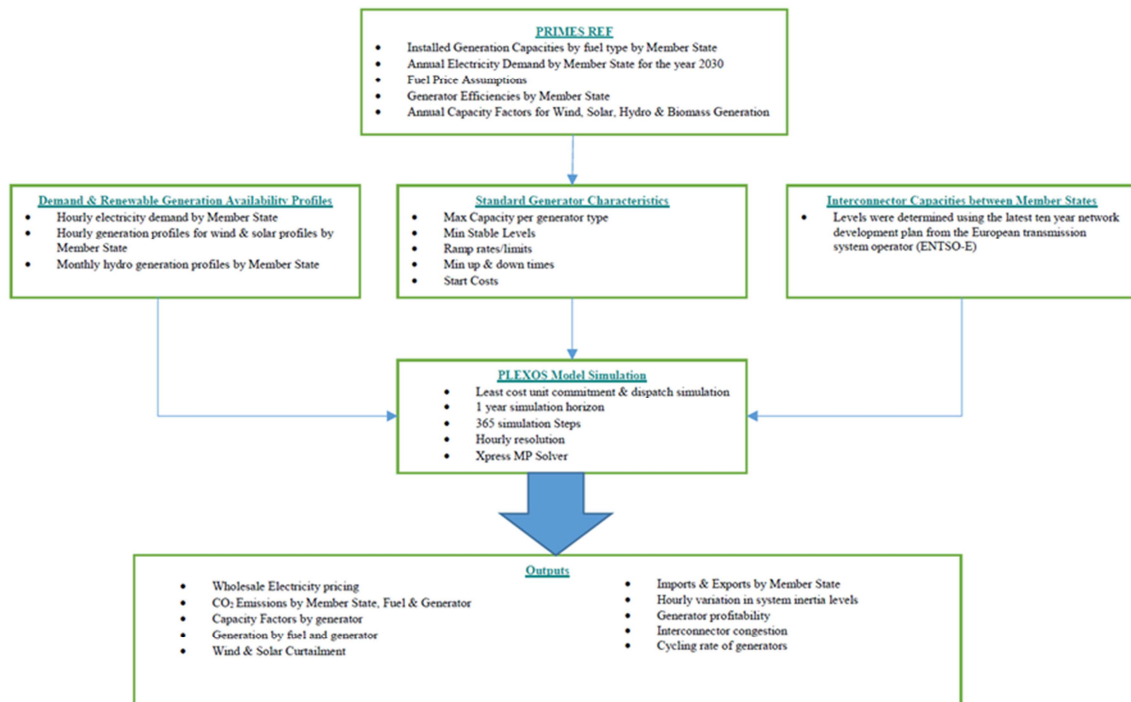 PRIMES REF
• Installed Generation Capacities by fuel type by Member State
• Annual Electricity Demand by Member State for the year 2030
• Fuel Price Assumptions
• Generator Efficiencies by Member State
• Annual Capacity Factors for Wind, Solar, Hydro & Biomass Generation
Demand & Renewable Generation Availability Profiles
• Hourly electricity demand by Member State
• Hourly generation profiles for wind & solar profiles by
Member State
• Monthly hydro generation profiles by Member State
Standard Generator Characteristics
• Max Capacity per generator type
• Min Stable Levels
• Ramp rates/limits
• Min up & down times
• Start Costs
Interconnector Capacities between Member States
• Levels were determined using the latest ten year network
development plan from the European transmission
system operator (ENTSO-E)
PLEXOS Model Simulation
• Least cost unit commitment & dispatch simulation
• 1 year simulation horizon
• 365 simulation Steps
• Hourly resolution
• Xpress MP Solver
Outputs
• Wholesale Electricity pricing
• CO₂ Emissions by Member State, Fuel & Generator
• Capacity Factors by generator
• Generation by fuel and generator
• Wind & Solar Curtailment
• Imports & Exports by Member State
• Hourly variation in system inertia levels
• Generator profitability
• Interconnector congestion
• Cycling rate of generators